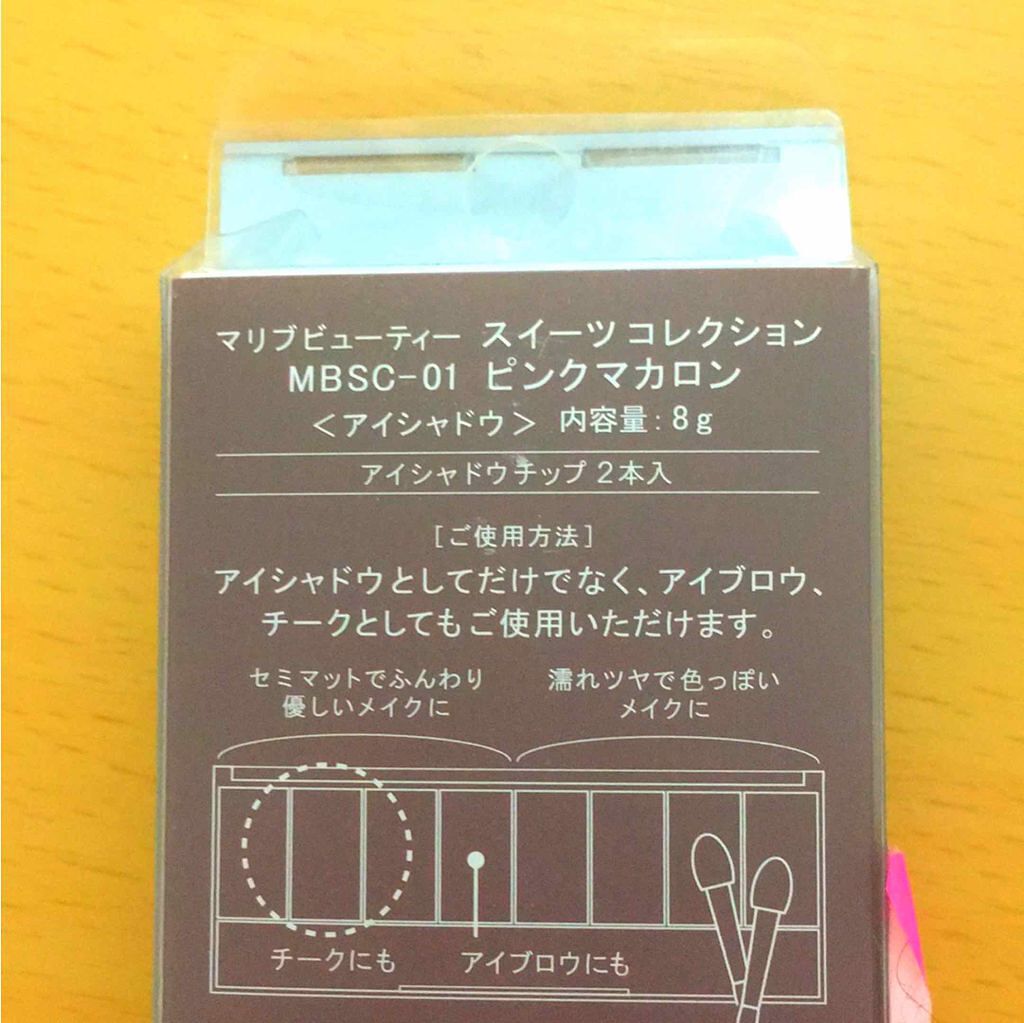 マリブビューティー スイーツコレクション
MBSC-01 ピンクマカロン
＜アイシャドウ＞ 内容量:8g
アイシャドウチップ2本入
[ご使用方法]
アイシャドウとしてだけでなく、アイブロウ、
チークとしてもご使用いただけます。
セミマットでふんわり
優しいメイクに
濡れツヤで色っぽい
メイクに
チークにも
アイブロウにも